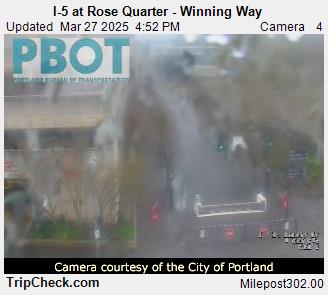 I-5 at Rose Quarter - Winning Way
Updated Mar 27 2025 4:52 PM Camera 4
PBOT
PORTLAND BUREAU OF TRANSPORTATION
Camera courtesy of the City of Portland
TripCheck.com Milepost302.00